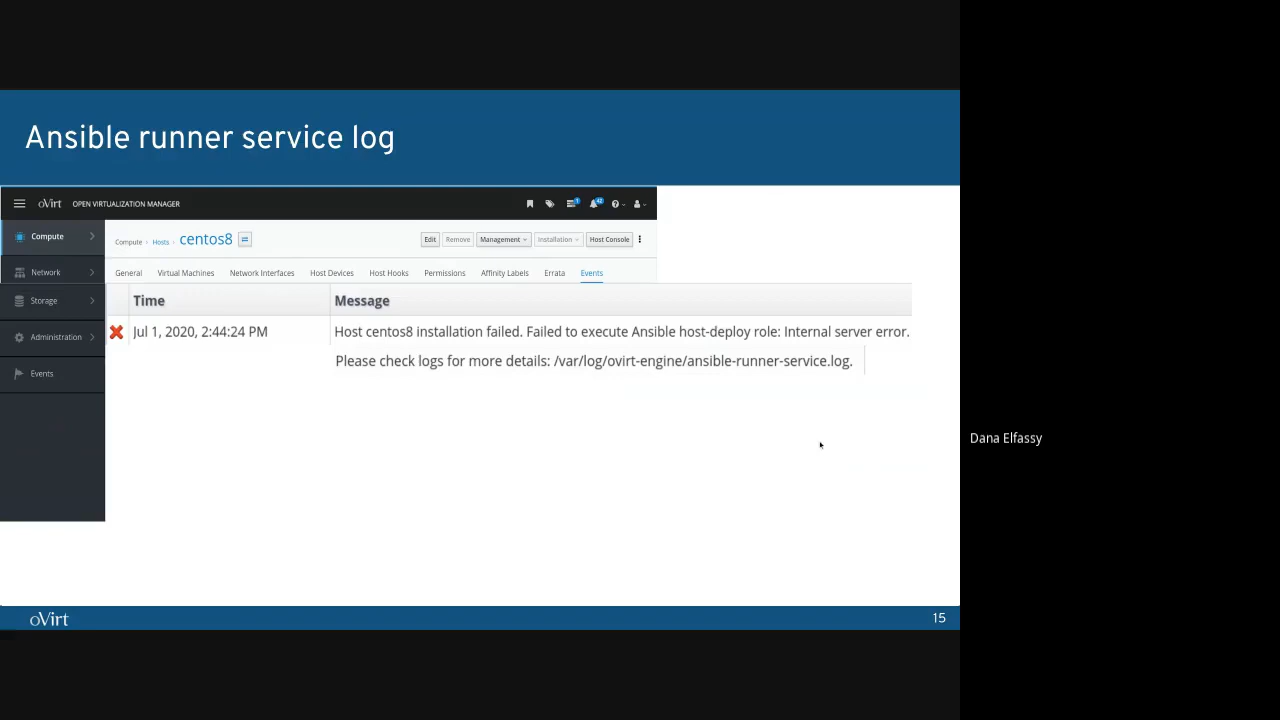 Ansible runner service log
oVirt OPEN VIRTUALIZATION MANAGER
Compute
Compute › Hosts › centos8
Edit Remove Management Installation Host Console
Network
General Virtual Machines Network Interfaces Host Devices Host Hooks Permissions Affinity Labels Errata Events
Storage
Time Message
Jul 1, 2020, 2:44:24 PM Host centos8 installation failed. Failed to execute Ansible host-deploy role: Internal server error.
Administration
Please check logs for more details: /var/log/ovirt-engine/ansible-runner-service.log.
Events
Dana Elfassy
oVirt 15